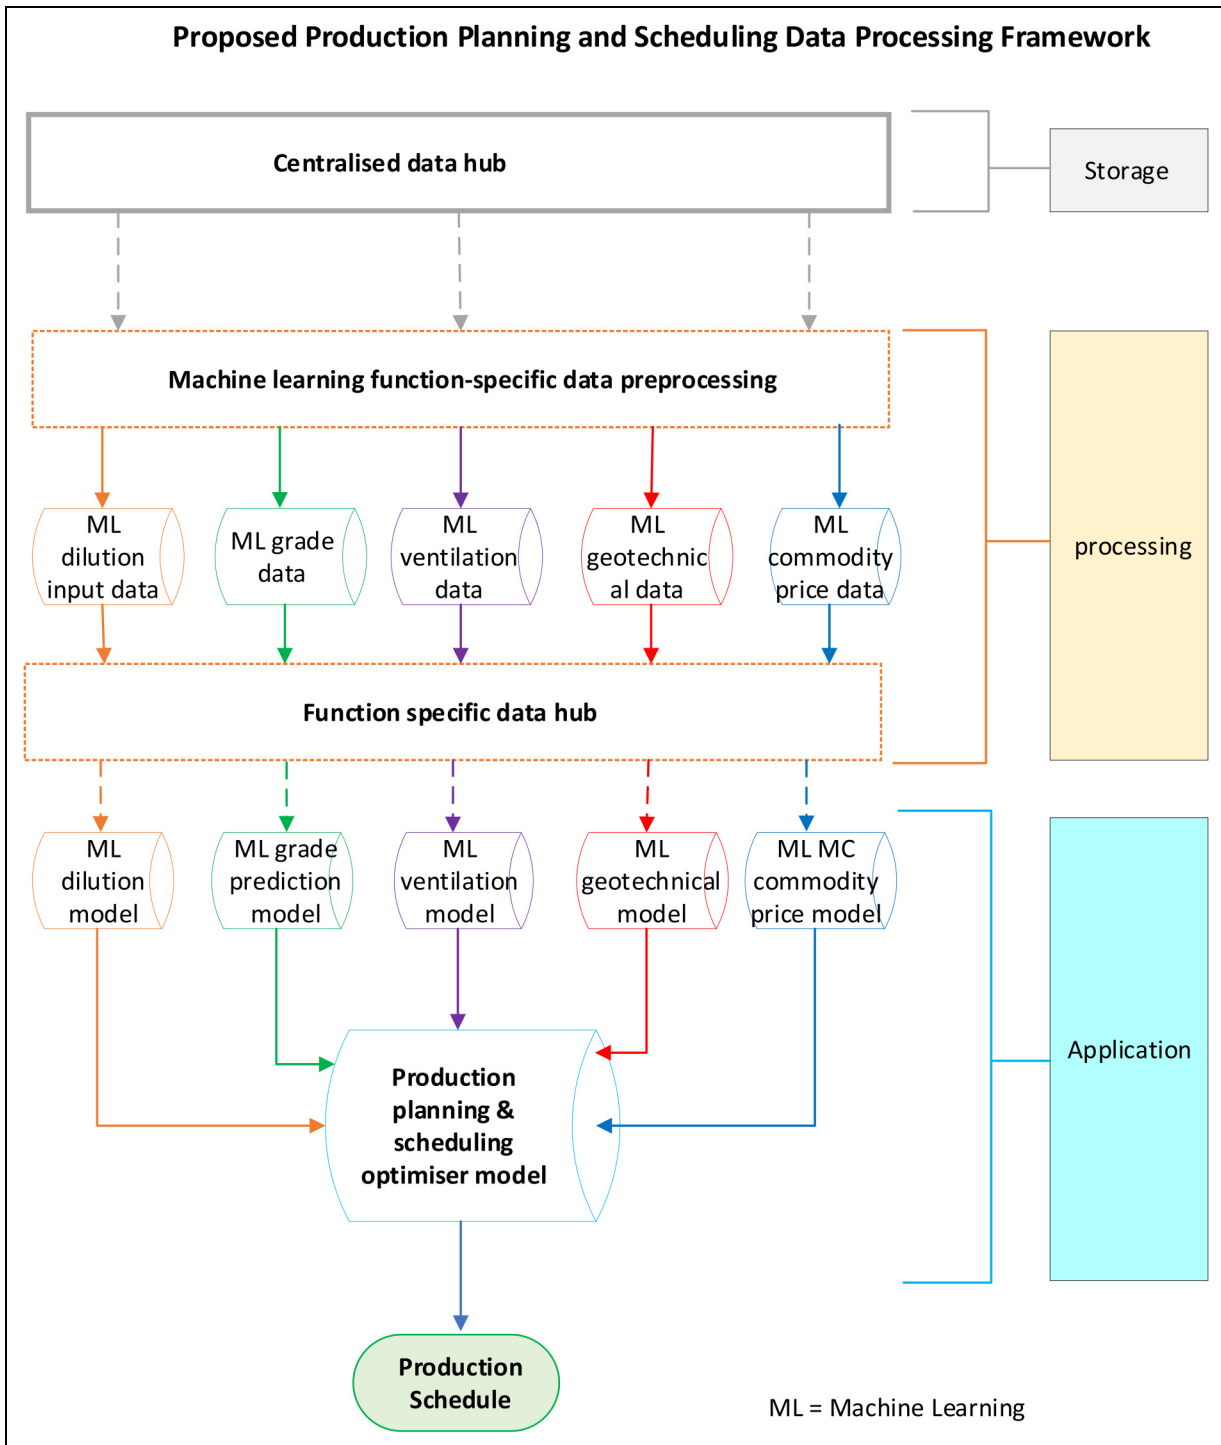 Proposed Production Planning and Scheduling Data Processing Framework
Centralised data hub
Storage
Machine learning function-specific data preprocessing
processing
ML
dilution
input data
ML grade
data
ML
ventilation
data
ML
geotechnic
al data
ML
commodity
price data
Function specific data hub
ML
dilution
model
ML grade
prediction
model
ML
ventilation
model
ML
geotechnical
model
ML MC
commodity
price model
Application
Production
planning &
scheduling
optimiser model
Production
Schedule
ML = Machine Learning